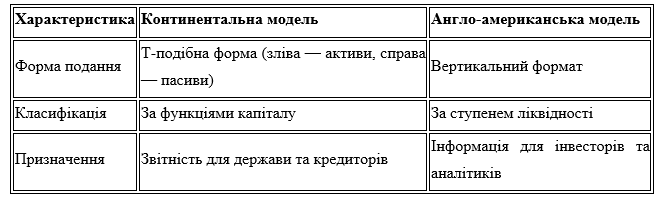 Характеристика Континентальна модель Англо-американська модель
Форма подання
Т-подібна форма (зліва — активи, справа
— пасиви)
Вертикальний формат
Класифікація За функціями капіталу За ступенем ліквідності
Призначення Звітність для держави та кредиторів
Інформація для інвесторів та
аналітиків